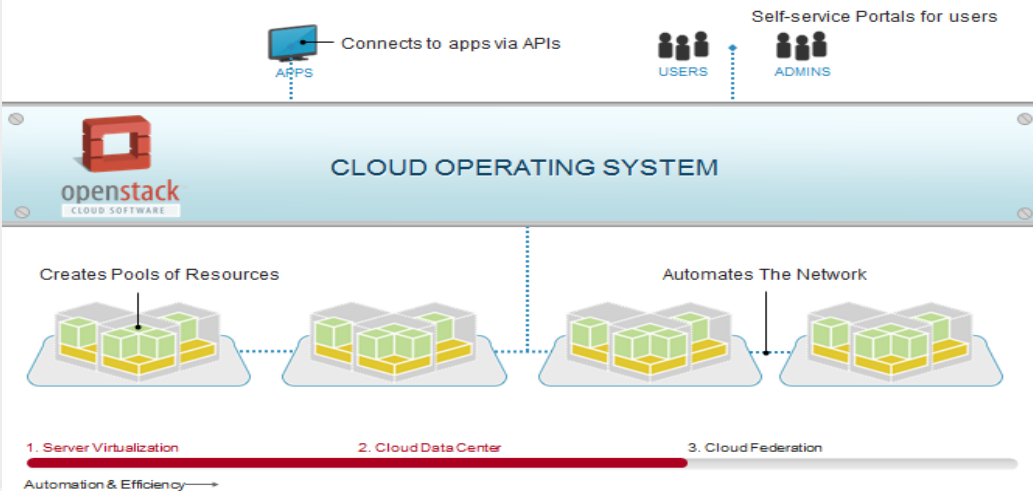 Self-service Portals for users
Connects to apps via APIs
APPS
USERS
ADMINS
openstack
CLOUD SOFTWARE
CLOUD OPERATING SYSTEM
Creates Pools of Resources
Automates The Network
1. Server Virtualization
2. Cloud Data Center
3. Cloud Federation
Automation & Efficiency